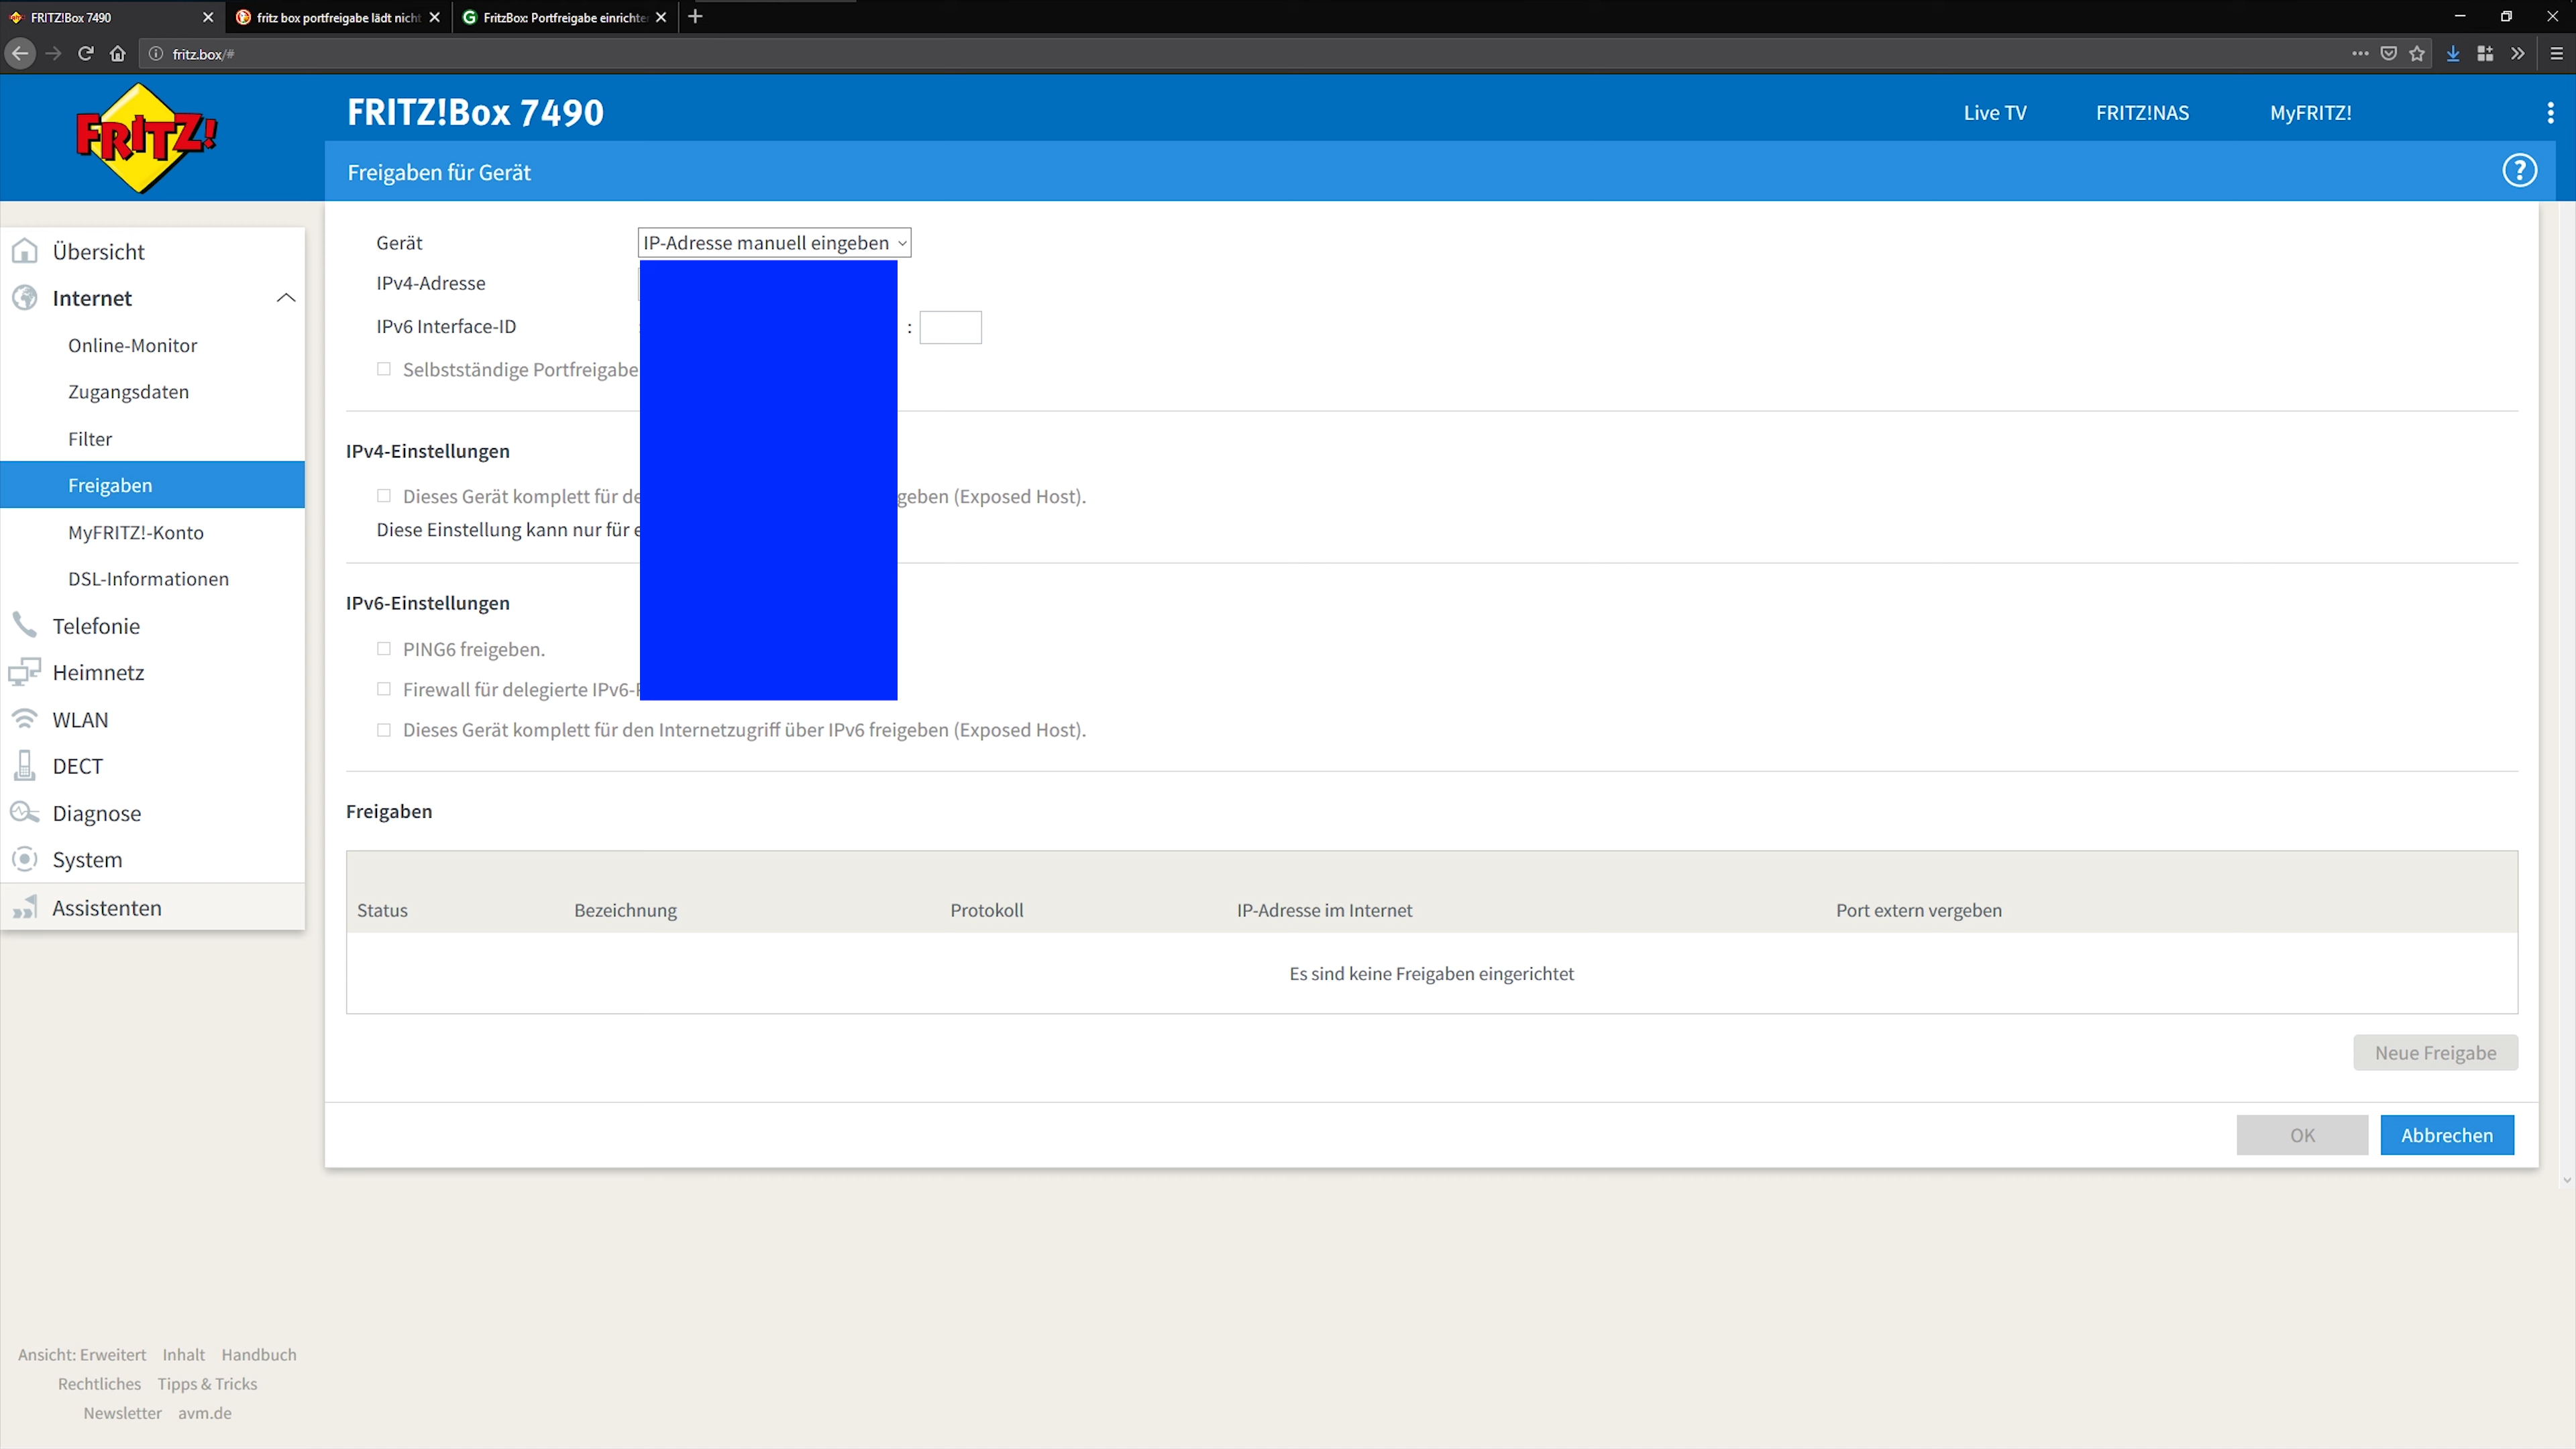 FRITZ!Box 7490
fritz box portfreigabe lädt nicht
FritzBox: Portfreigabe einrichte
fritz.box/#
FRITZ!
FRITZ!Box 7490
Live TV
FRITZ!NAS
MyFRITZ!
Freigaben für Gerät
Übersicht
Internet
Online-Monitor
Zugangsdaten
Filter
Freigaben
MyFRITZ!-Konto
DSL-Informationen
Telefonie
Heimnetz
WLAN
DECT
Diagnose
System
Assistenten
Gerät IP-Adresse manuell eingeben
IPv4-Adresse
IPv6 Interface-ID :
Selbstständige Portfreigabe
IPv4-Einstellungen
Dieses Gerät komplett für de geben (Exposed Host).
Diese Einstellung kann nur für e
IPv6-Einstellungen
PING6 freigeben.
Firewall für delegierte IPv6-
Dieses Gerät komplett für den Internetzugriff über IPv6 freigeben (Exposed Host).
Freigaben
Status Bezeichnung Protokoll IP-Adresse im Internet Port extern vergeben
Es sind keine Freigaben eingerichtet
Neue Freigabe
OK Abbrechen
Ansicht: Erweitert Inhalt Handbuch
Rechtliches Tipps & Tricks
Newsletter avm.de